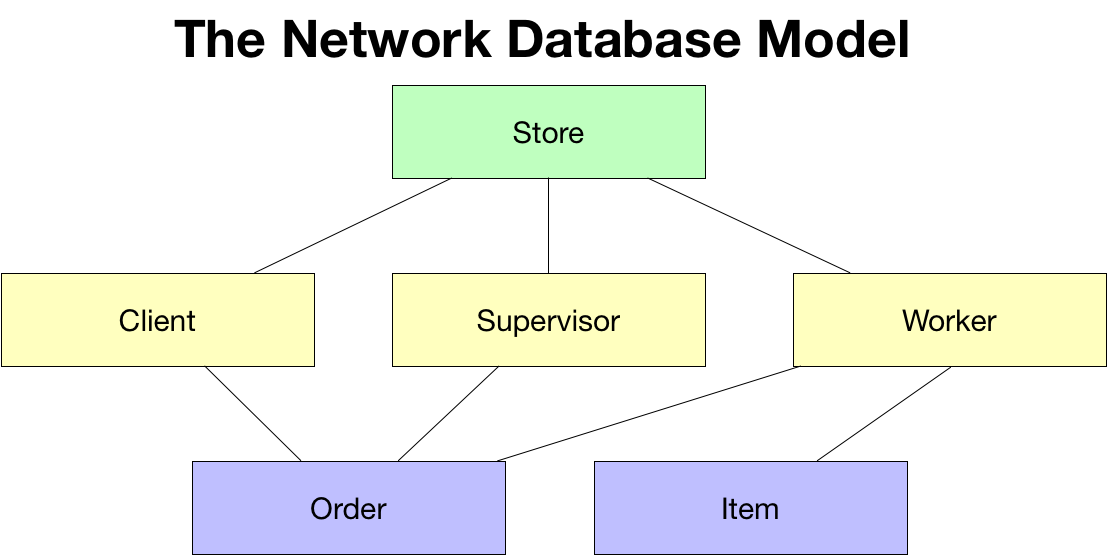 The Network Database Model
Store
Client
Supervisor
Worker
Order
Item